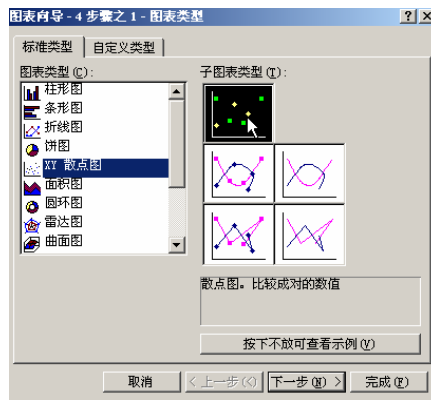 图表向导 - 4 步骤之 1 - 图表类型
标准类型 自定义类型
图表类型(C):
柱形图
条形图
折线图
饼图
XY 散点图
面积图
圆环图
雷达图
曲面图
子图表类型(T):
散点图。比较成对的数值
按下不放可查看示例(V)
取消 < 上一步(<) 下一步(N) > 完成(F)